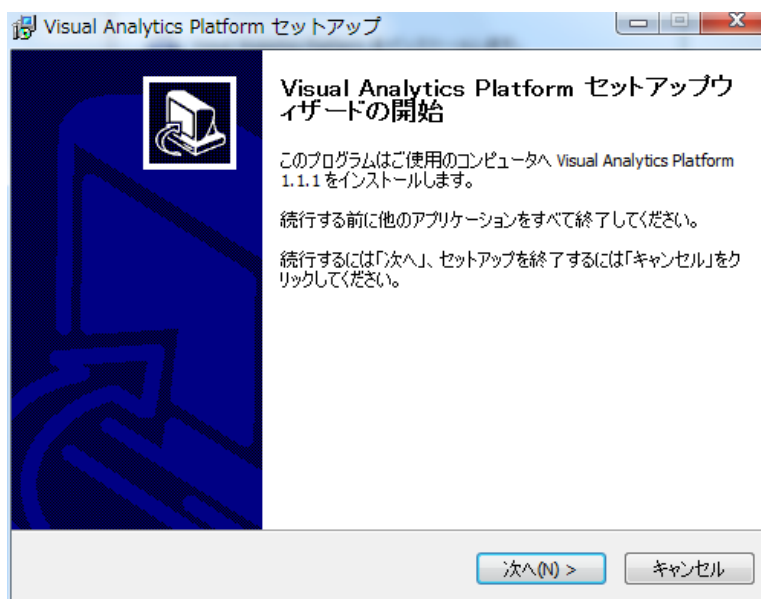 Visual Analytics Platform セットアップ
Visual Analytics Platform セットアップウ
ィザードの開始
このプログラムはご使用のコンピュータへ Visual Analytics Platform
1.1.1 をインストールします。
続行する前に他のアプリケーションをすべて終了してください。
続行するには「次へ」、セットアップを終了するには「キャンセル」をク
リックしてください。
次へ(N) >
キャンセル